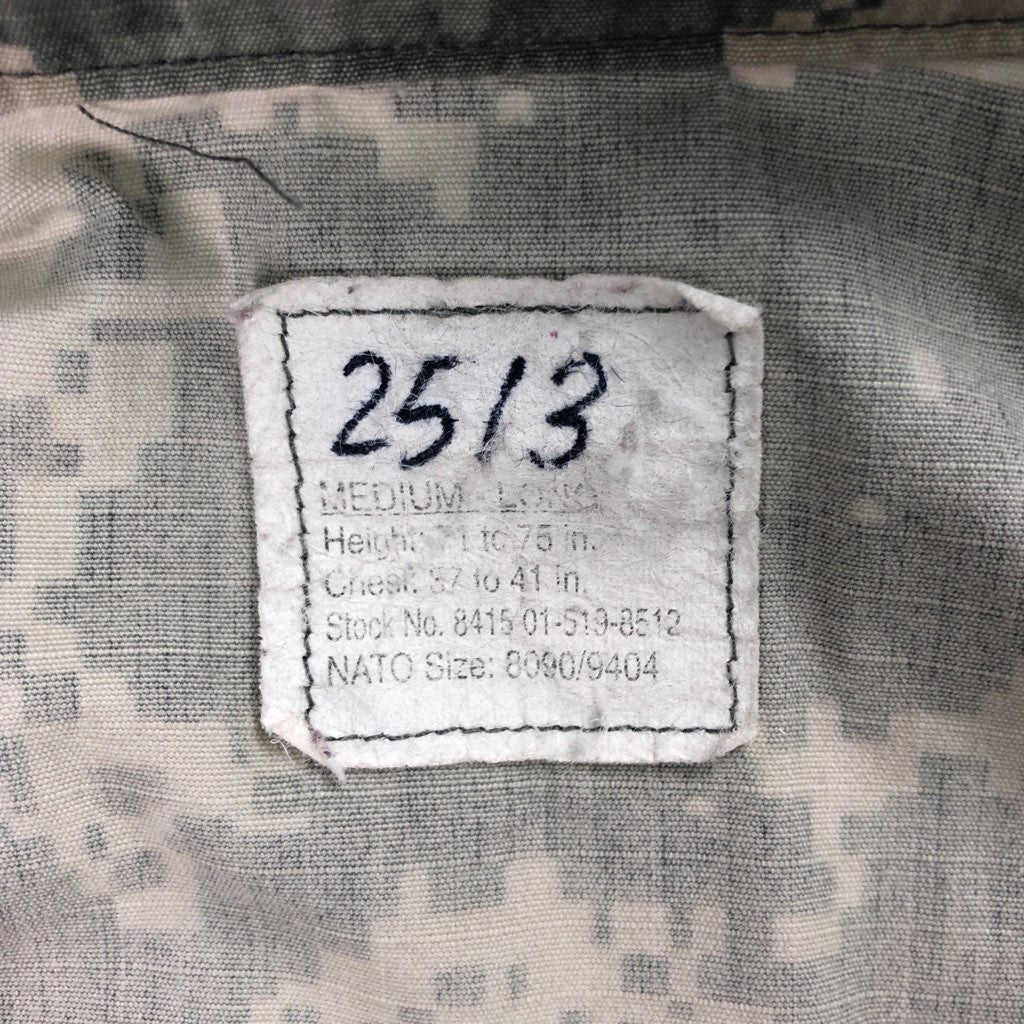 2513
MEDIUM - LONG
Height: 71 to 75 in.
Chest: 37 to 41 in.
Stock No. 8415-01-519-8512
NATO Size: 8090/9404